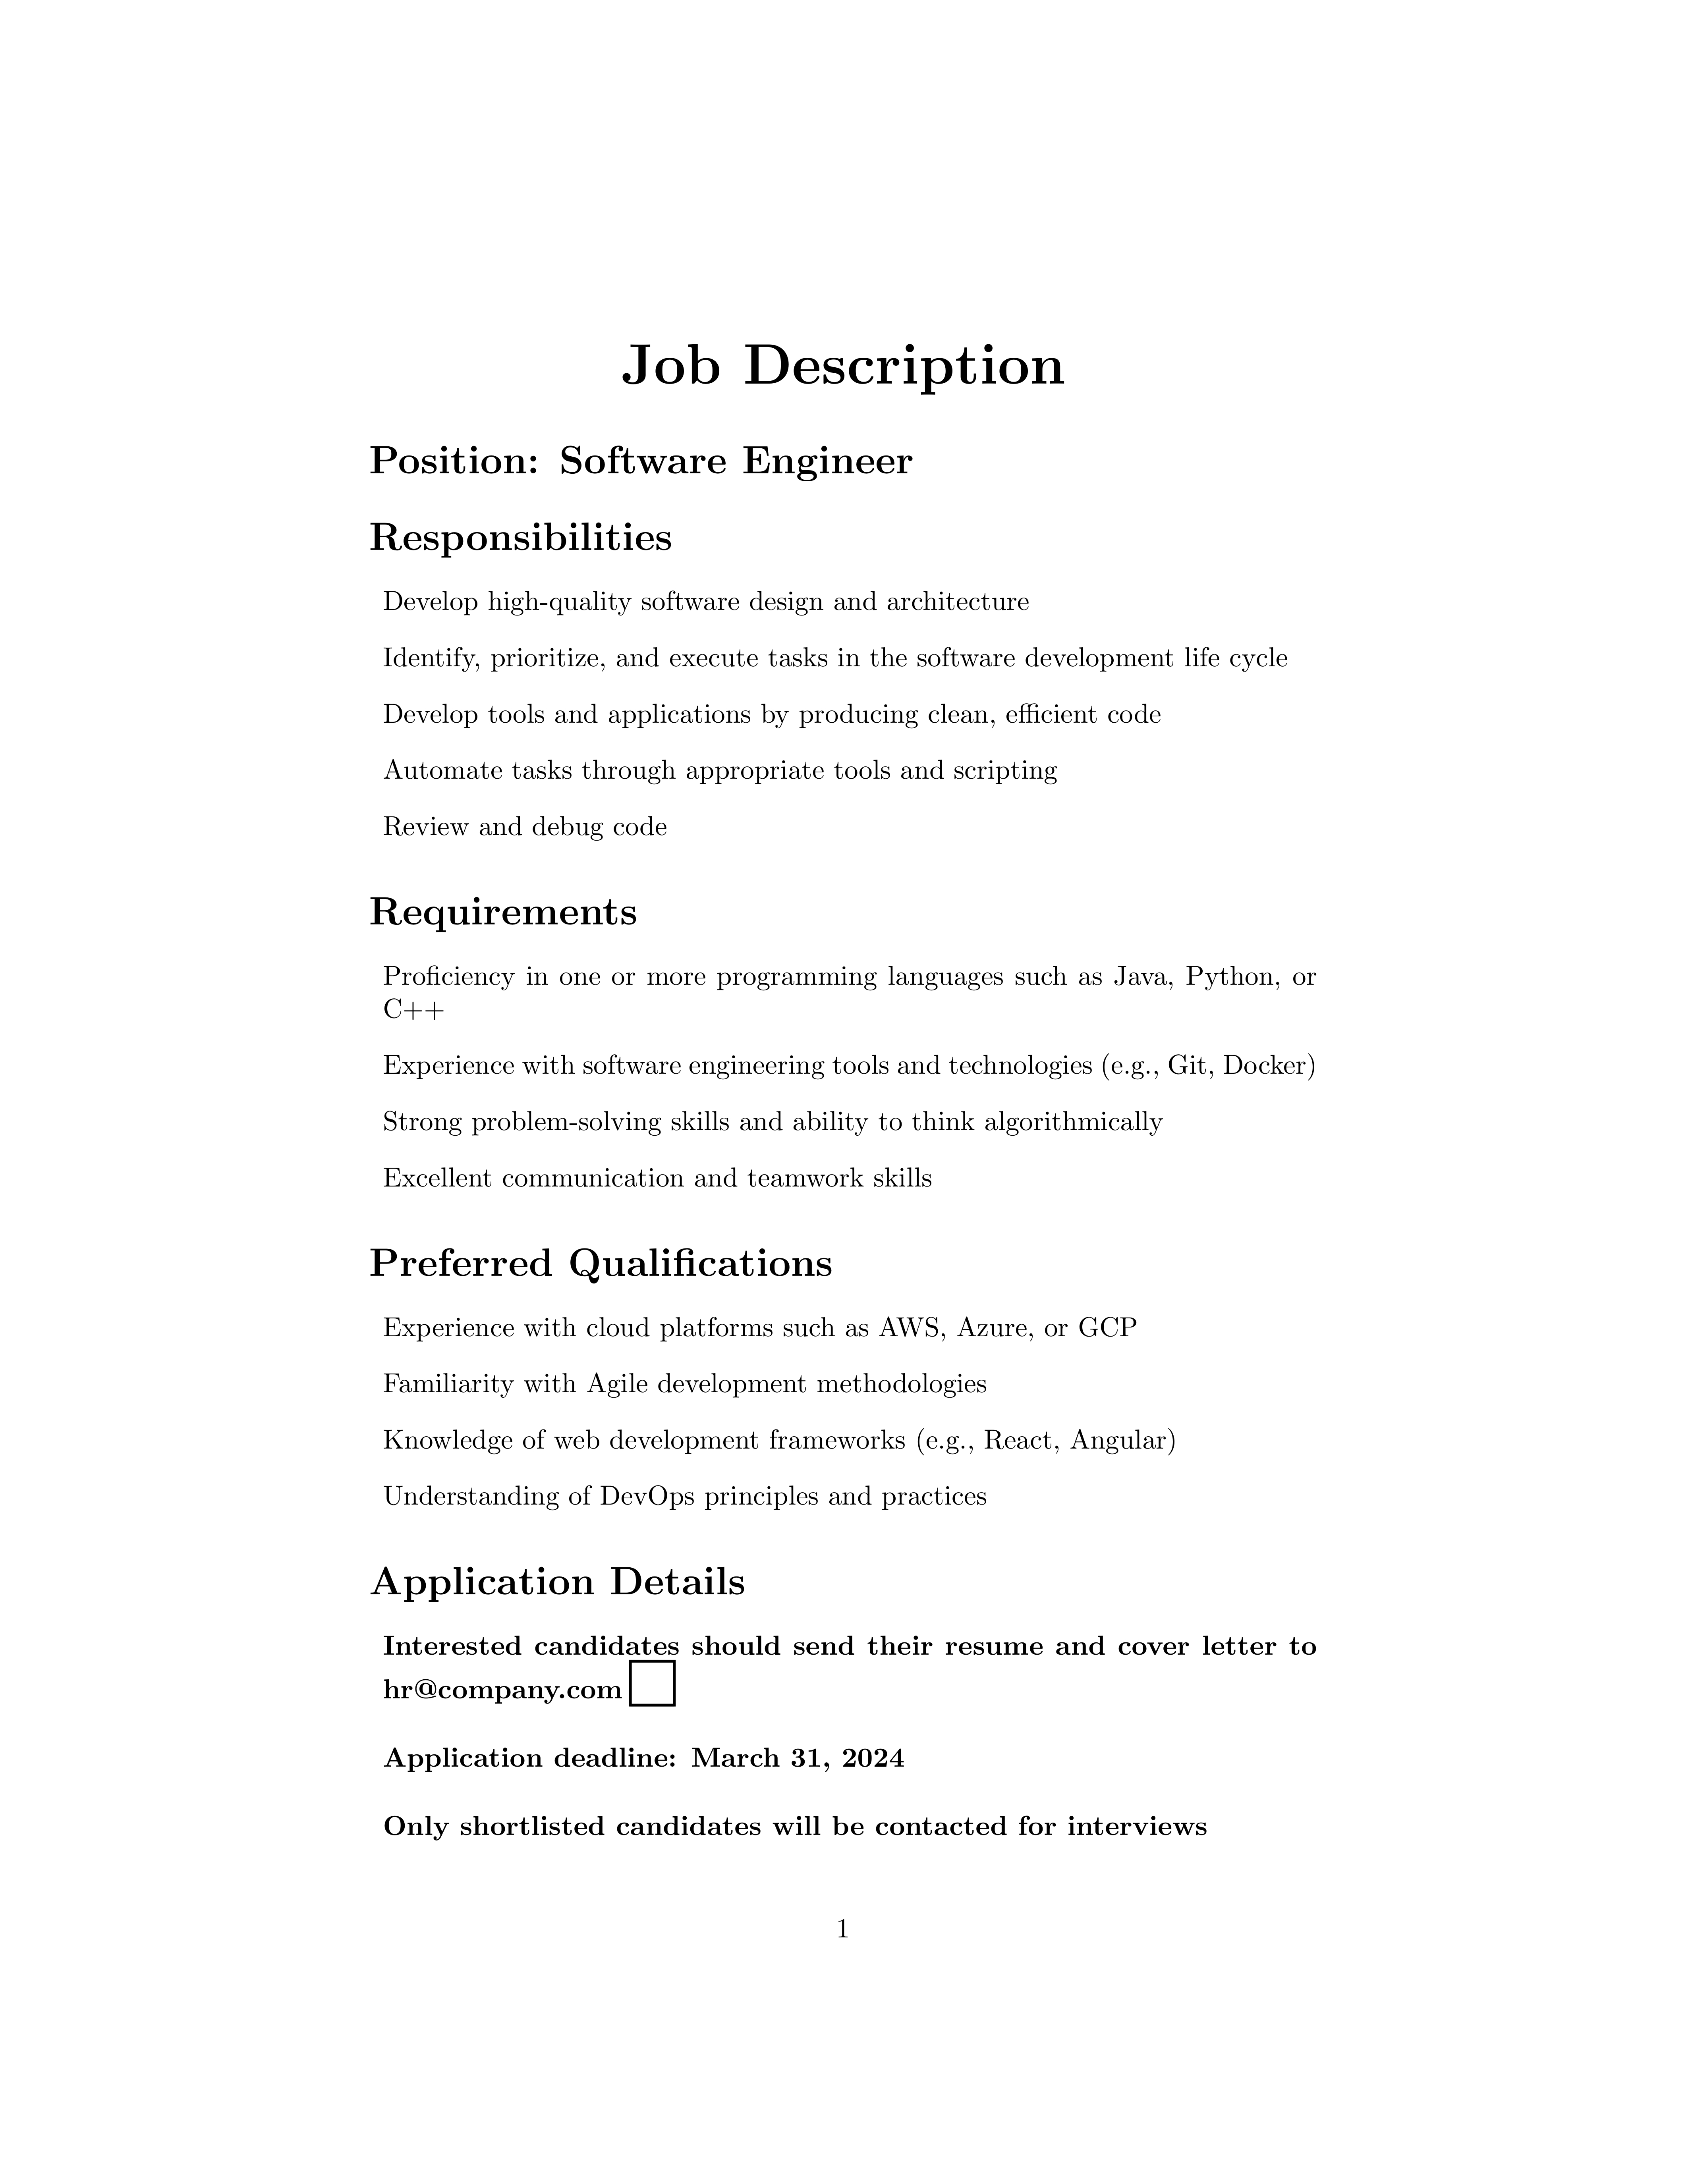 Job Description
Position: Software Engineer
Responsibilities
Develop high-quality software design and architecture
Identify, prioritize, and execute tasks in the software development life cycle
Develop tools and applications by producing clean, efficient code
Automate tasks through appropriate tools and scripting
Review and debug code
Requirements
Proficiency in one or more programming languages such as Java, Python, or
C++
Experience with software engineering tools and technologies (e.g., Git, Docker)
Strong problem-solving skills and ability to think algorithmically
Excellent communication and teamwork skills
Preferred Qualifications
Experience with cloud platforms such as AWS, Azure, or GCP
Familiarity with Agile development methodologies
Knowledge of web development frameworks (e.g., React, Angular)
Understanding of DevOps principles and practices
Application Details
Interested candidates should send their resume and cover letter to
hr@company.com
Application deadline: March 31, 2024
Only shortlisted candidates will be contacted for interviews
1